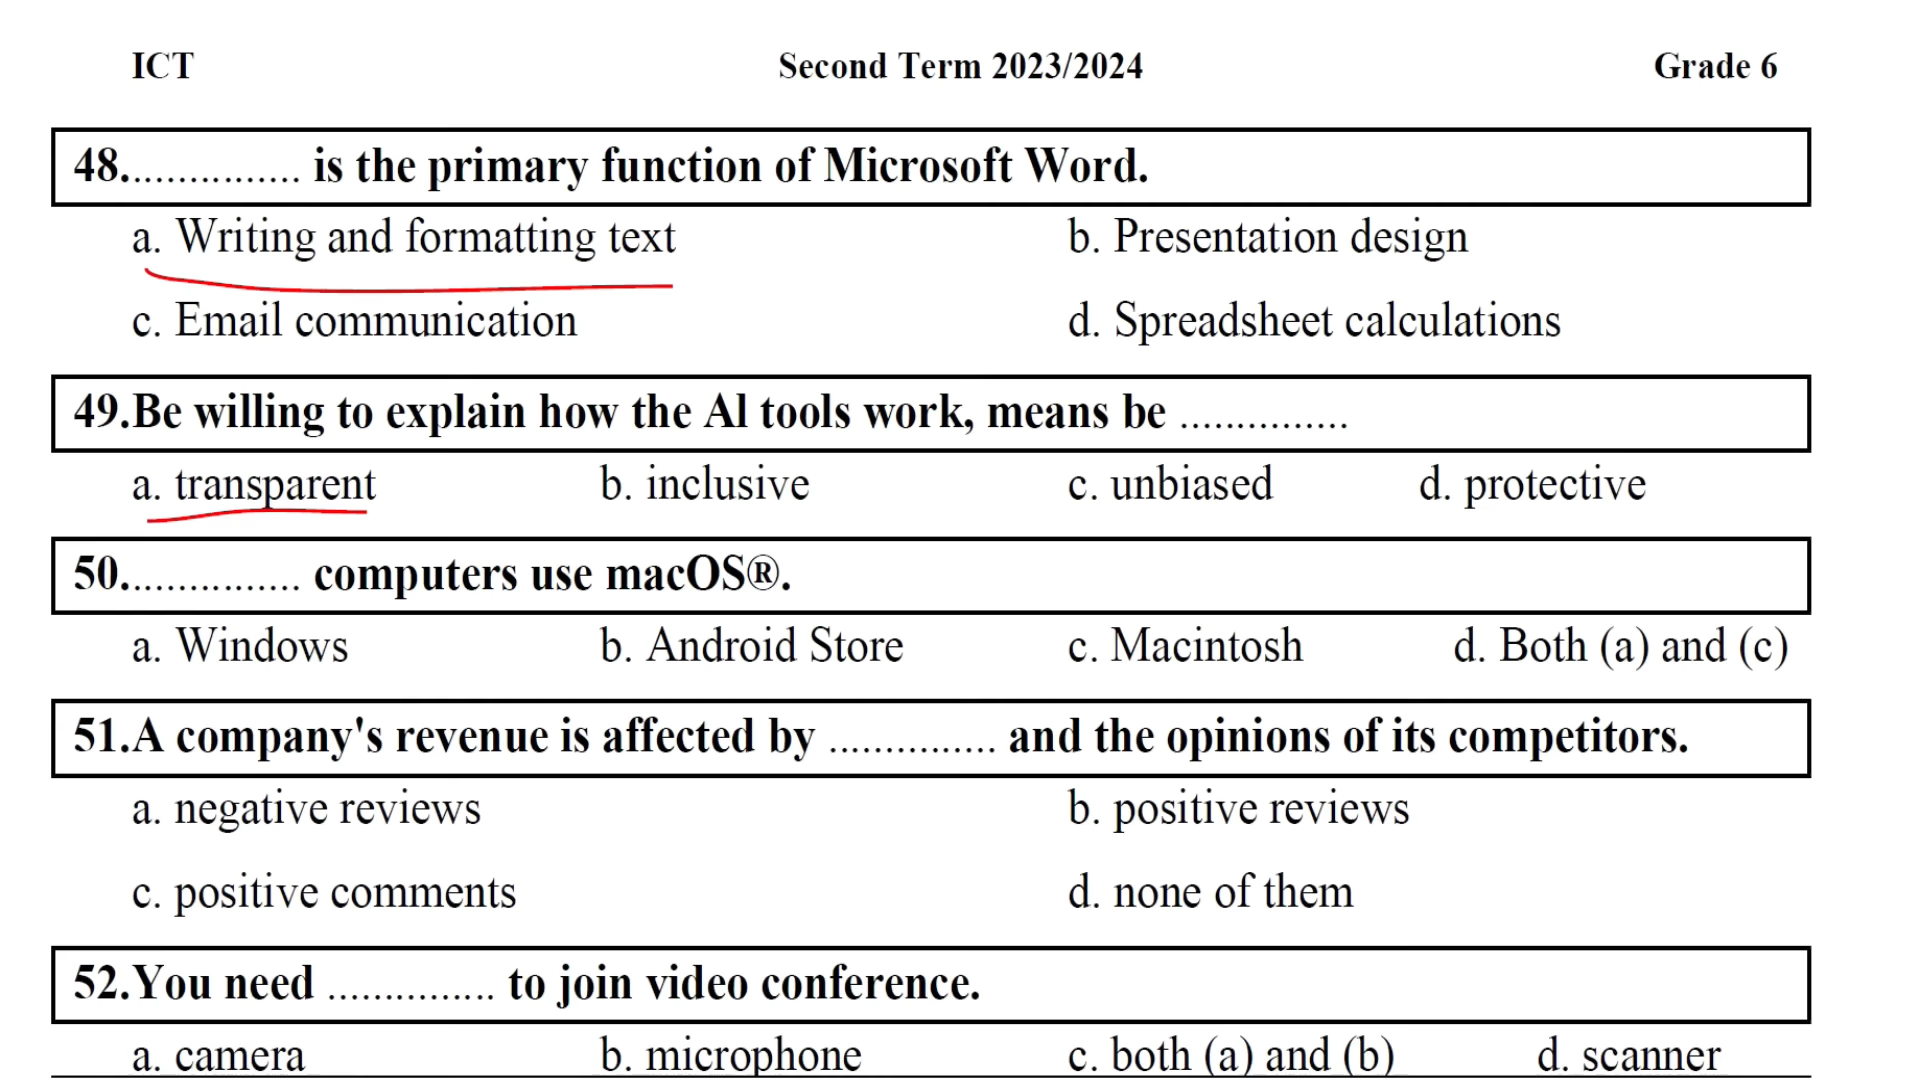 ICT Second Term 2023/2024 Grade 6
48............... is the primary function of Microsoft Word.
a. Writing and formatting text b. Presentation design
c. Email communication d. Spreadsheet calculations
49.Be willing to explain how the Al tools work, means be ...............
a. transparent b. inclusive c. unbiased d. protective
50................ computers use macOS®.
a. Windows b. Android Store c. Macintosh d. Both (a) and (c)
51.A company's revenue is affected by ............... and the opinions of its competitors.
a. negative reviews b. positive reviews
c. positive comments d. none of them
52.You need ............... to join video conference.
a. camera b. microphone c. both (a) and (b) d. scanner